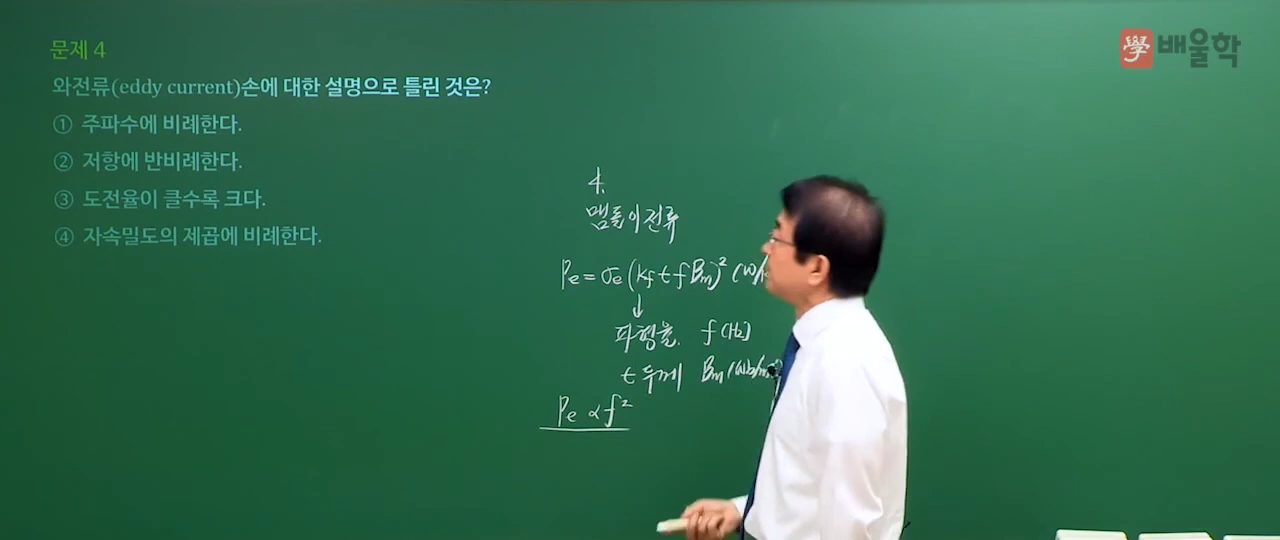 문제 4
學 배울학
와전류(eddy current)손에 대한 설명으로 틀린 것은?
① 주파수에 비례한다.
② 저항에 반비례한다.
③ 도전율이 클수록 크다.
④ 자속밀도의 제곱에 비례한다.
4.
맴돌이전류
Pe = σe (kf t f Bm)² (W/
↓
파형율. f [Hz]
t 두께 Bm (Wb/m²)
Pe ∝ f²